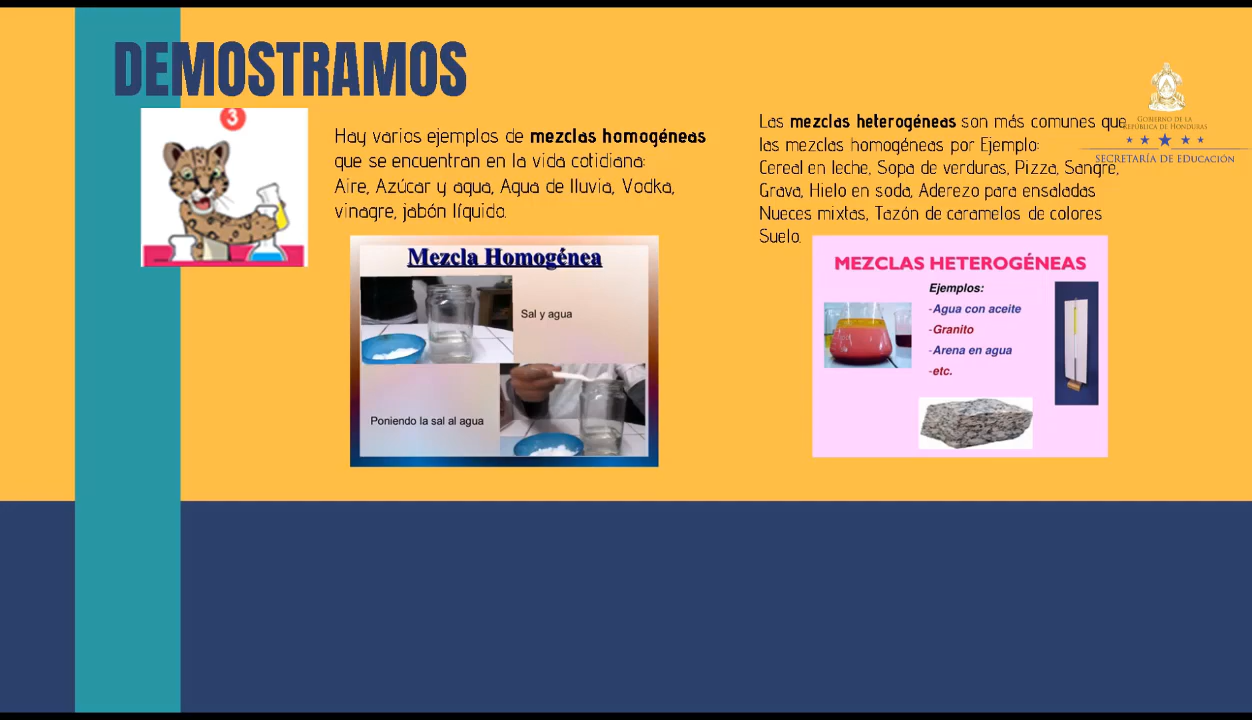 DEMOSTRAMOS
3
Hay varios ejemplos de mezclas homogéneas
que se encuentran en la vida cotidiana:
Aire, Azúcar y agua, Agua de lluvia, Vodka,
vinagre, jabón líquido.
Mezcla Homogénea
Sal y agua
Poniendo la sal al agua
Las mezclas heterogéneas son más comunes que
las mezclas homogéneas por Ejemplo:
Cereal en leche, Sopa de verduras, Pizza, Sangre,
Grava, Hielo en soda, Aderezo para ensaladas
Nueces mixtas, Tazón de caramelos de colores
Suelo.
MEZCLAS HETEROGÉNEAS
Ejemplos:
-Agua con aceite
-Granito
-Arena en agua
-etc.
GOBIERNO DE LA
REPÚBLICA DE HONDURAS
SECRETARÍA DE EDUCACIÓN